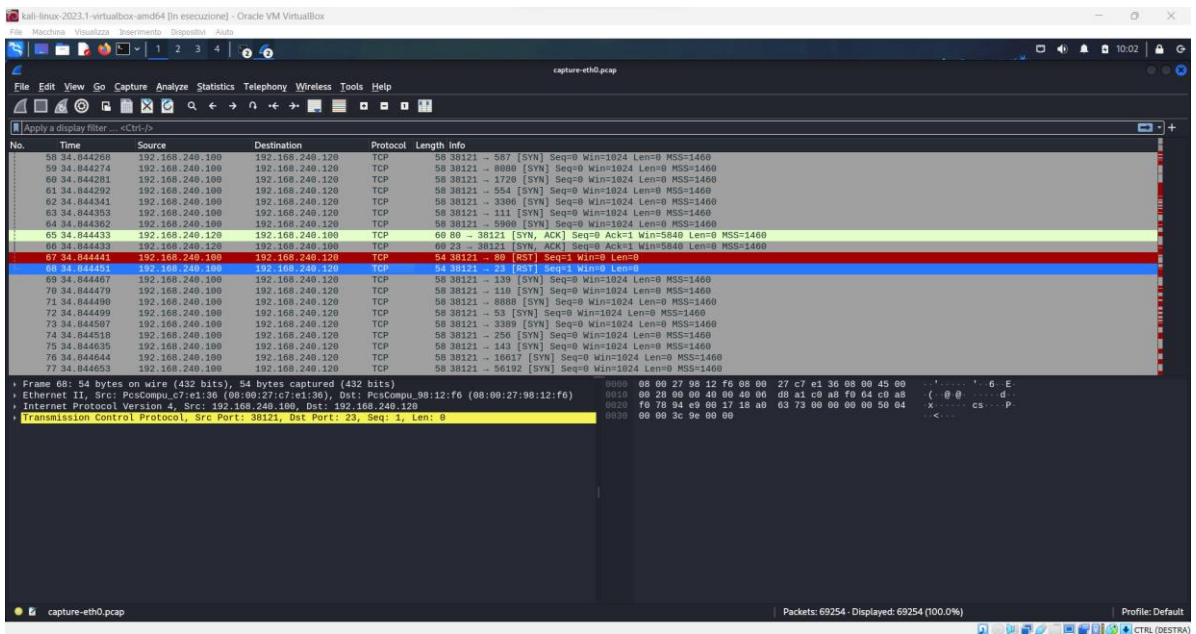 kali-linux-2023.1-virtualbox-amd64 [In esecuzione] - Oracle VM VirtualBox
File Macchina Visualizza Inserimento Dispositivi Aiuto
1 2 3 4 10:02
capture-eth0.pcap
File Edit View Go Capture Analyze Statistics Telephony Wireless Tools Help
Apply a display filter ... <Ctrl-/>
No. Time Source Destination Protocol Length Info
58 34.844268 192.168.240.100 192.168.240.120 TCP 58 38121 → 587 [SYN] Seq=0 Win=1024 Len=0 MSS=1460
59 34.844274 192.168.240.100 192.168.240.120 TCP 58 38121 → 8080 [SYN] Seq=0 Win=1024 Len=0 MSS=1460
60 34.844281 192.168.240.100 192.168.240.120 TCP 58 38121 → 1720 [SYN] Seq=0 Win=1024 Len=0 MSS=1460
61 34.844292 192.168.240.100 192.168.240.120 TCP 58 38121 → 554 [SYN] Seq=0 Win=1024 Len=0 MSS=1460
62 34.844341 192.168.240.100 192.168.240.120 TCP 58 38121 → 3306 [SYN] Seq=0 Win=1024 Len=0 MSS=1460
63 34.844353 192.168.240.100 192.168.240.120 TCP 58 38121 → 111 [SYN] Seq=0 Win=1024 Len=0 MSS=1460
64 34.844362 192.168.240.100 192.168.240.120 TCP 58 38121 → 5900 [SYN] Seq=0 Win=1024 Len=0 MSS=1460
65 34.844433 192.168.240.120 192.168.240.100 TCP 60 80 → 38121 [SYN, ACK] Seq=0 Ack=1 Win=5840 Len=0 MSS=1460
66 34.844433 192.168.240.120 192.168.240.100 TCP 60 23 → 38121 [SYN, ACK] Seq=0 Ack=1 Win=5840 Len=0 MSS=1460
67 34.844441 192.168.240.100 192.168.240.120 TCP 54 38121 → 80 [RST] Seq=1 Win=0 Len=0
68 34.844451 192.168.240.100 192.168.240.120 TCP 54 38121 → 23 [RST] Seq=1 Win=0 Len=0
69 34.844467 192.168.240.100 192.168.240.120 TCP 58 38121 → 139 [SYN] Seq=0 Win=1024 Len=0 MSS=1460
70 34.844479 192.168.240.100 192.168.240.120 TCP 58 38121 → 110 [SYN] Seq=0 Win=1024 Len=0 MSS=1460
71 34.844490 192.168.240.100 192.168.240.120 TCP 58 38121 → 8888 [SYN] Seq=0 Win=1024 Len=0 MSS=1460
72 34.844499 192.168.240.100 192.168.240.120 TCP 58 38121 → 53 [SYN] Seq=0 Win=1024 Len=0 MSS=1460
73 34.844507 192.168.240.100 192.168.240.120 TCP 58 38121 → 3389 [SYN] Seq=0 Win=1024 Len=0 MSS=1460
74 34.844518 192.168.240.100 192.168.240.120 TCP 58 38121 → 256 [SYN] Seq=0 Win=1024 Len=0 MSS=1460
75 34.844635 192.168.240.100 192.168.240.120 TCP 58 38121 → 143 [SYN] Seq=0 Win=1024 Len=0 MSS=1460
76 34.844644 192.168.240.100 192.168.240.120 TCP 58 38121 → 16617 [SYN] Seq=0 Win=1024 Len=0 MSS=1460
77 34.844653 192.168.240.100 192.168.240.120 TCP 58 38121 → 56192 [SYN] Seq=0 Win=1024 Len=0 MSS=1460
Frame 68: 54 bytes on wire (432 bits), 54 bytes captured (432 bits)
Ethernet II, Src: PcsCompu_c7:e1:36 (08:00:27:c7:e1:36), Dst: PcsCompu_98:12:f6 (08:00:27:98:12:f6)
Internet Protocol Version 4, Src: 192.168.240.100, Dst: 192.168.240.120
Transmission Control Protocol, Src Port: 38121, Dst Port: 23, Seq: 1, Len: 0
0000 08 00 27 98 12 f6 08 00 27 c7 e1 36 08 00 45 00 ··'····· '··6··E·
0010 00 28 00 00 40 00 40 06 d8 a1 c0 a8 f0 64 c0 a8 ·(··@·@· ·····d··
0020 f0 78 94 e9 00 17 18 a0 63 73 00 00 00 00 50 04 ·x······ cs····P·
0030 00 00 3c 9e 00 00 ··<···
capture-eth0.pcap
Packets: 69254 · Displayed: 69254 (100.0%)
Profile: Default
CTRL (DESTRA)